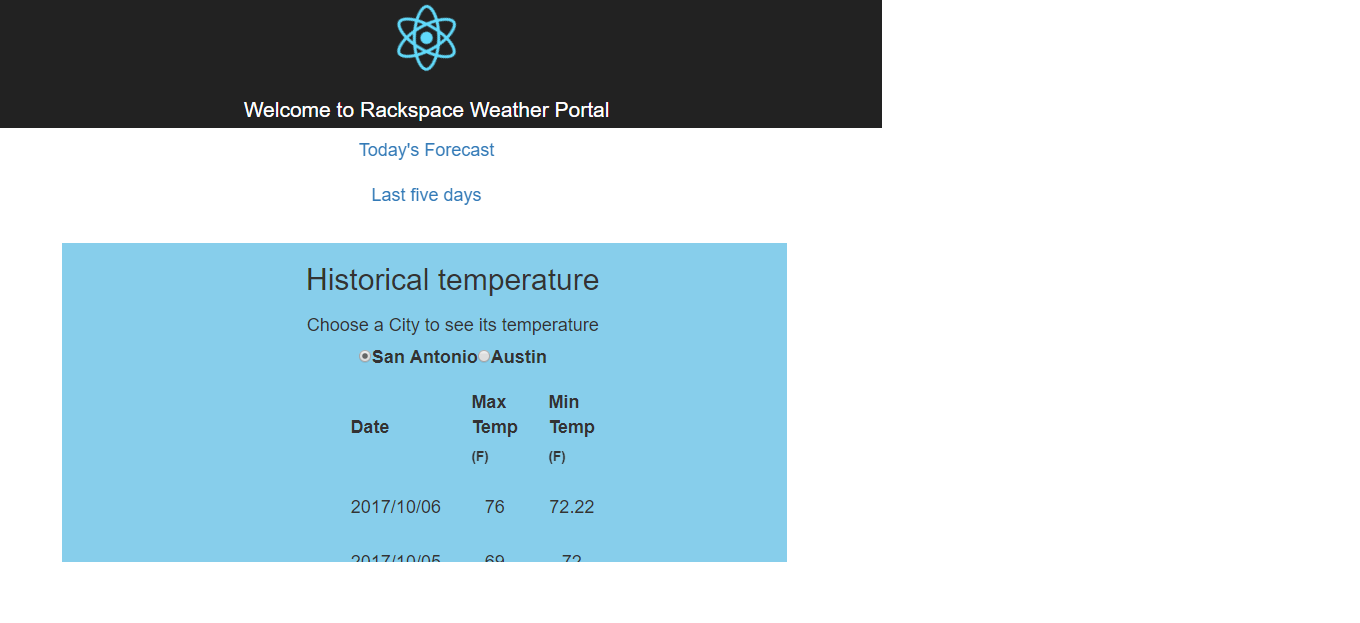 Welcome to Rackspace Weather Portal
Today's Forecast
Last five days
Historical temperature
Choose a City to see its temperature
San Antonio Austin
Max Min
Date Temp Temp
(F) (F)
2017/10/06 76 72.22
2017/10/05 69 72